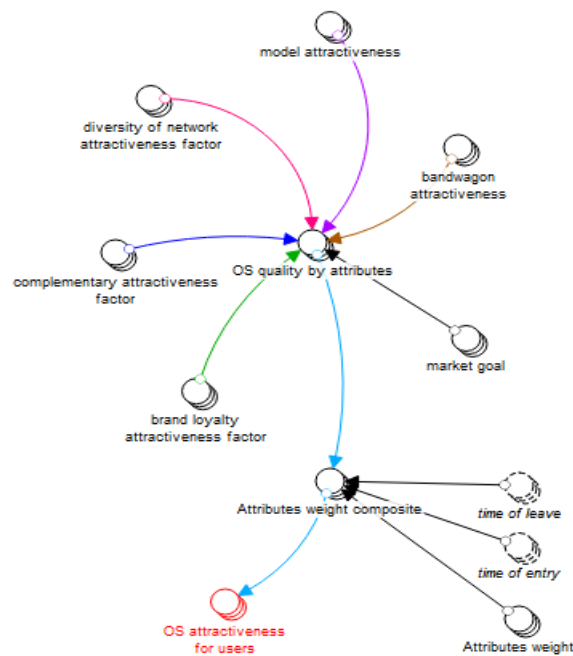 model attractiveness
diversity of network
attractiveness factor
bandwagon
attractiveness
OS quality by attributes
complementary attractiveness
factor
market goal
brand loyalty
attractiveness factor
Attributes weight composite
time of leave
time of entry
OS attractiveness
for users
Attributes weight